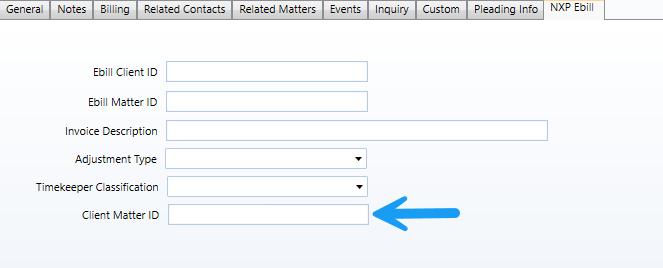 General Notes Billing Related Contacts Related Matters Events Inquiry Custom Pleading Info NXP Ebill
Ebill Client ID
Ebill Matter ID
Invoice Description
Adjustment Type
Timekeeper Classification
Client Matter ID